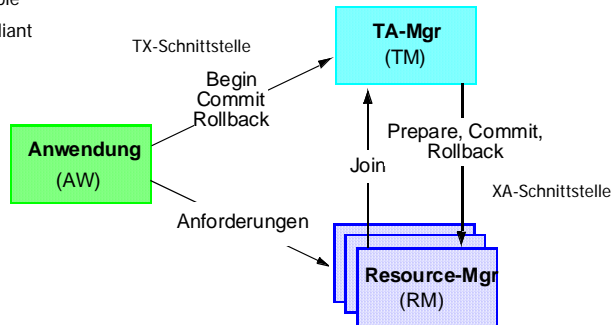 TX-Schnittstelle
TA-Mgr
(TM)
Begin
Commit
Rollback
Anwendung
(AW)
Prepare, Commit,
Rollback
Join
XA-Schnittstelle
Anforderungen
Resource-Mgr
(RM)